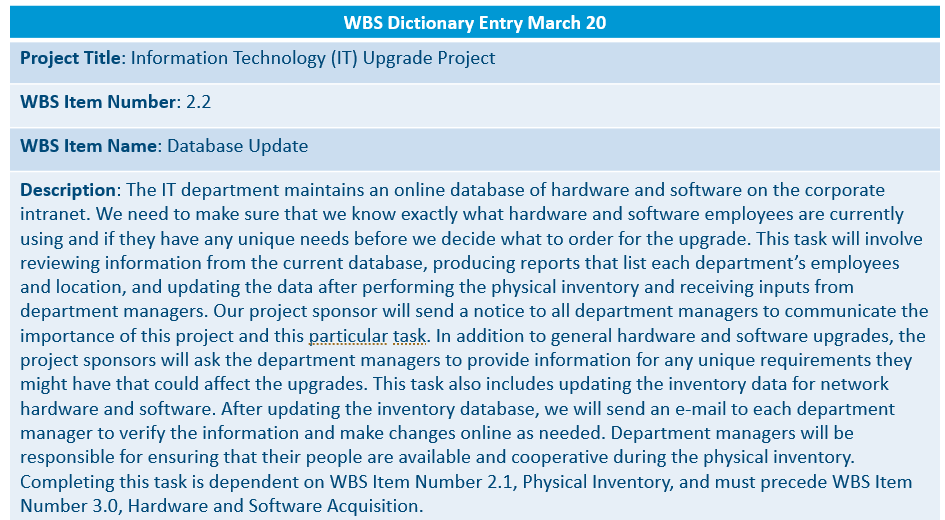 WBS Dictionary Entry March 20
Project Title: Information Technology (IT) Upgrade Project
WBS Item Number: 2.2
WBS Item Name: Database Update
Description: The IT department maintains an online database of hardware and software on the corporate
intranet. We need to make sure that we know exactly what hardware and software employees are currently
using and if they have any unique needs before we decide what to order for the upgrade. This task will involve
reviewing information from the current database, producing reports that list each department’s employees
and location, and updating the data after performing the physical inventory and receiving inputs from
department managers. Our project sponsor will send a notice to all department managers to communicate the
importance of this project and this particular task. In addition to general hardware and software upgrades, the
project sponsors will ask the department managers to provide information for any unique requirements they
might have that could affect the upgrades. This task also includes updating the inventory data for network
hardware and software. After updating the inventory database, we will send an e-mail to each department
manager to verify the information and make changes online as needed. Department managers will be
responsible for ensuring that their people are available and cooperative during the physical inventory.
Completing this task is dependent on WBS Item Number 2.1, Physical Inventory, and must precede WBS Item
Number 3.0, Hardware and Software Acquisition.